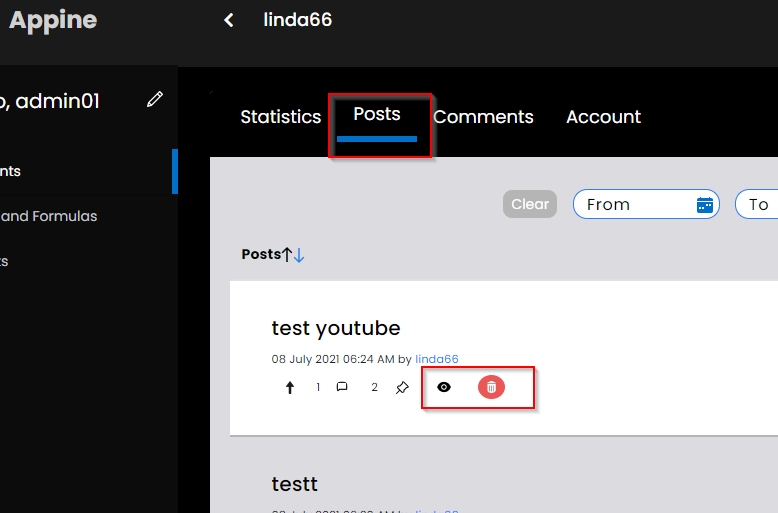 Appine
linda66
o, admin01
Statistics
Posts
Comments
Account
nts
and Formulas
ts
Clear
From
To
Posts
test youtube
08 July 2021 06:24 AM by linda66
1
2
testt